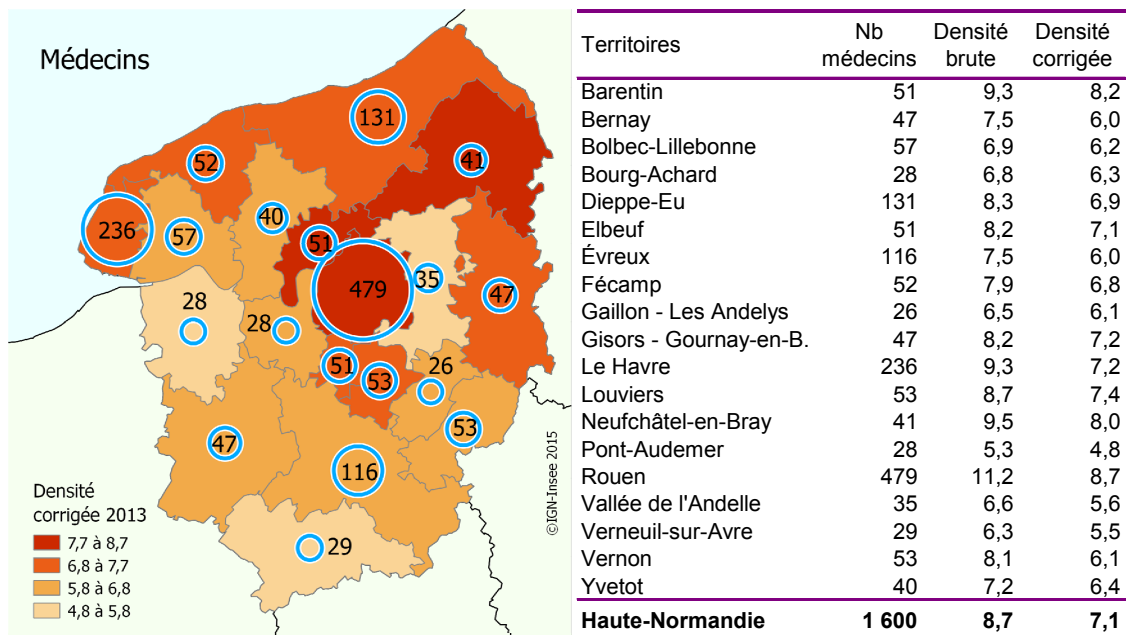 Médecins
131
41
52
40
236
57
51
479
35
47
28
28
51
53
26
53
47
116
29
Densité
corrigée 2013
7,7 à 8,7
6,8 à 7,7
5,8 à 6,8
4,8 à 5,8
©IGN-Insee 2015
Territoires Nb médecins Densité brute Densité corrigée
Barentin 51 9,3 8,2
Bernay 47 7,5 6,0
Bolbec-Lillebonne 57 6,9 6,2
Bourg-Achard 28 6,8 6,3
Dieppe-Eu 131 8,3 6,9
Elbeuf 51 8,2 7,1
Évreux 116 7,5 6,0
Fécamp 52 7,9 6,8
Gaillon - Les Andelys 26 6,5 6,1
Gisors - Gournay-en-B. 47 8,2 7,2
Le Havre 236 9,3 7,2
Louviers 53 8,7 7,4
Neufchâtel-en-Bray 41 9,5 8,0
Pont-Audemer 28 5,3 4,8
Rouen 479 11,2 8,7
Vallée de l'Andelle 35 6,6 5,6
Verneuil-sur-Avre 29 6,3 5,5
Vernon 53 8,1 6,1
Yvetot 40 7,2 6,4
Haute-Normandie 1 600 8,7 7,1